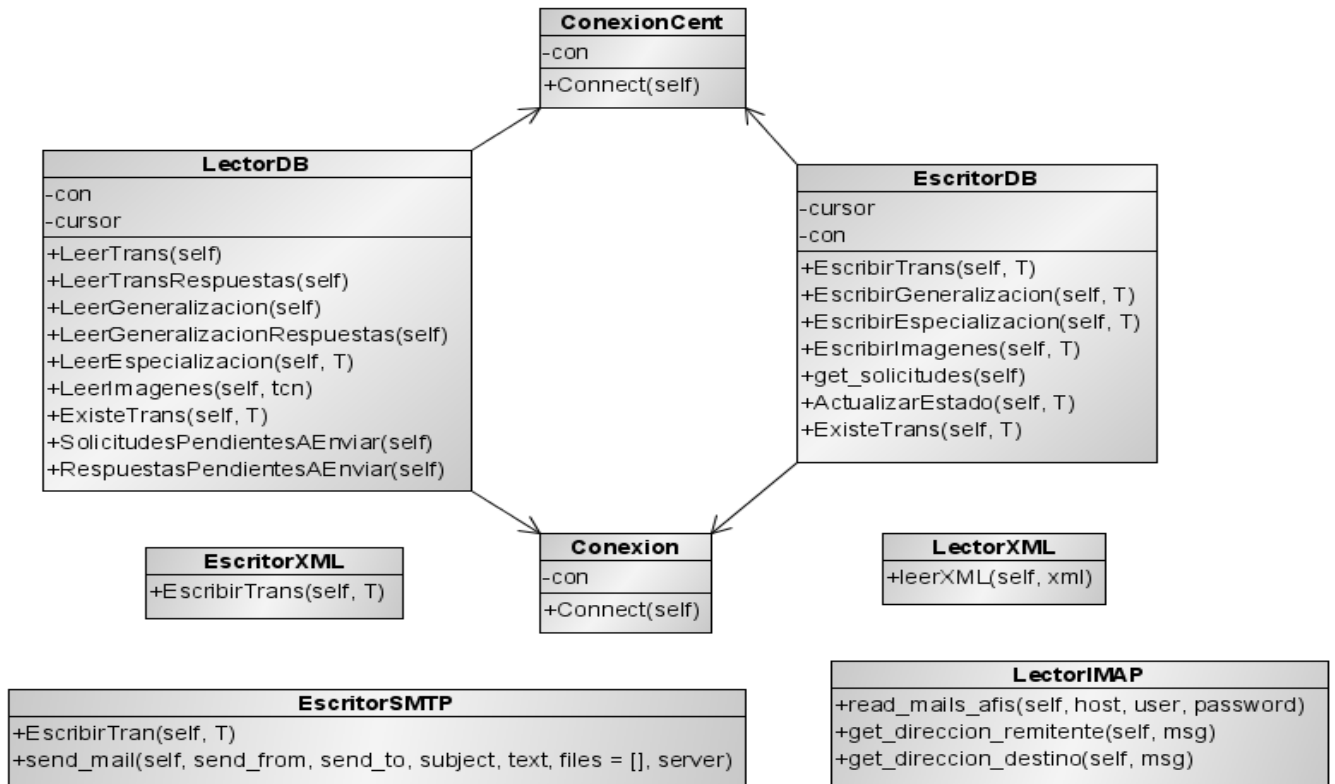 ConexionCent
-con
+Connect(self)
LectorDB
-con
-cursor
+LeerTrans(self)
+LeerTransRespuestas(self)
+LeerGeneralizacion(self)
+LeerGeneralizacionRespuestas(self)
+LeerEspecializacion(self, T)
+LeerImagenes(self, tcn)
+ExisteTrans(self, T)
+SolicitudesPendientesAEnviar(self)
+RespuestasPendientesAEnviar(self)
EscritorDB
-cursor
-con
+EscribirTrans(self, T)
+EscribirGeneralizacion(self, T)
+EscribirEspecializacion(self, T)
+EscribirImagenes(self, T)
+get_solicitudes(self)
+ActualizarEstado(self, T)
+ExisteTrans(self, T)
EscritorXML
+EscribirTrans(self, T)
Conexion
-con
+Connect(self)
LectorXML
+leerXML(self, xml)
EscritorSMTP
+EscribirTran(self, T)
+send_mail(self, send_from, send_to, subject, text, files = [], server)
LectorIMAP
+read_mails_afis(self, host, user, password)
+get_direccion_remitente(self, msg)
+get_direccion_destino(self, msg)